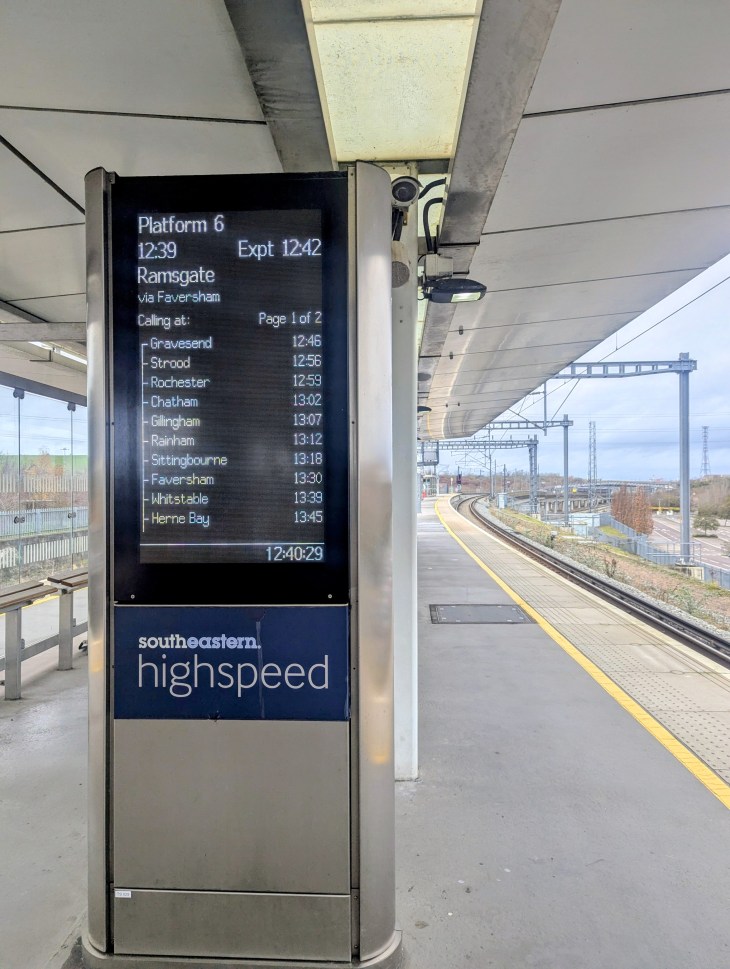 Platform 6
12:39 Expt 12:42
Ramsgate
via Faversham
Calling at: Page 1 of 2
Gravesend 12:46
Strood 12:56
Rochester 12:59
Chatham 13:02
Gillingham 13:07
Rainham 13:12
Sittingbourne 13:18
Faversham 13:30
Whitstable 13:39
Herne Bay 13:45
12:40:29
southeastern.
highspeed